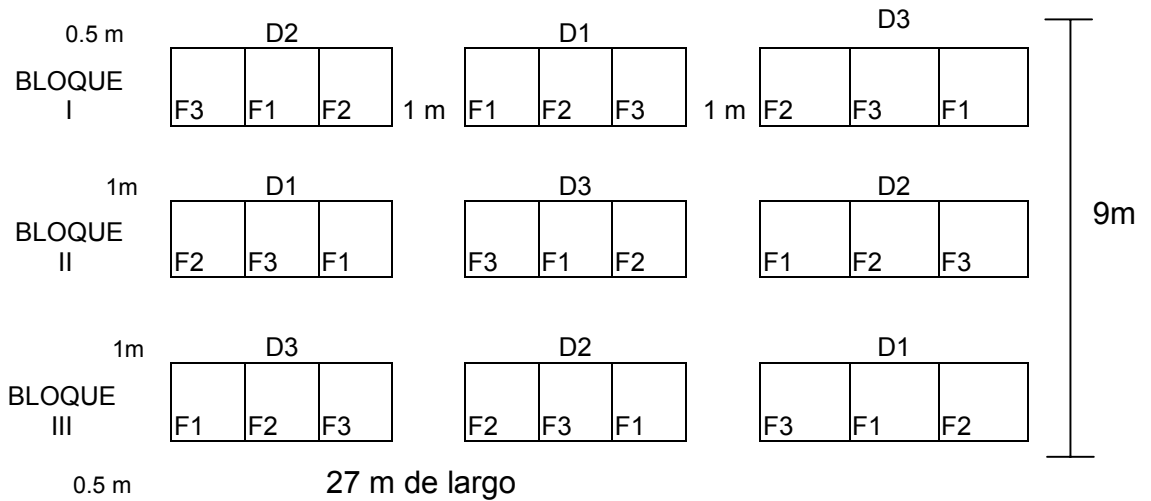 0.5 m D2 D1 D3
BLOQUE
I
F3 F1 F2 1 m F1 F2 F3 1 m F2 F3 F1
1m D1 D3 D2
9m
BLOQUE
II
F2 F3 F1 F3 F1 F2 F1 F2 F3
1m D3 D2 D1
BLOQUE
III
F1 F2 F3 F2 F3 F1 F3 F1 F2
0.5 m 27 m de largo